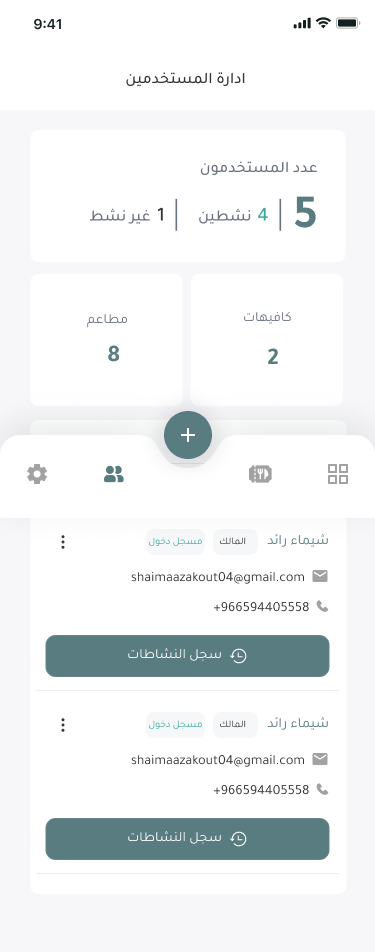 9:41
ادارة المستخدمين
عدد المستخدمون
5 | 4 نشطين | 1 غير نشط
كافيهات
2
مطاعم
8
شيماء رائد المالك مسجل دخول
shaimaazakout04@gmail.com
+966594405558
سجل النشاطات
شيماء رائد المالك مسجل دخول
shaimaazakout04@gmail.com
+966594405558
سجل النشاطات